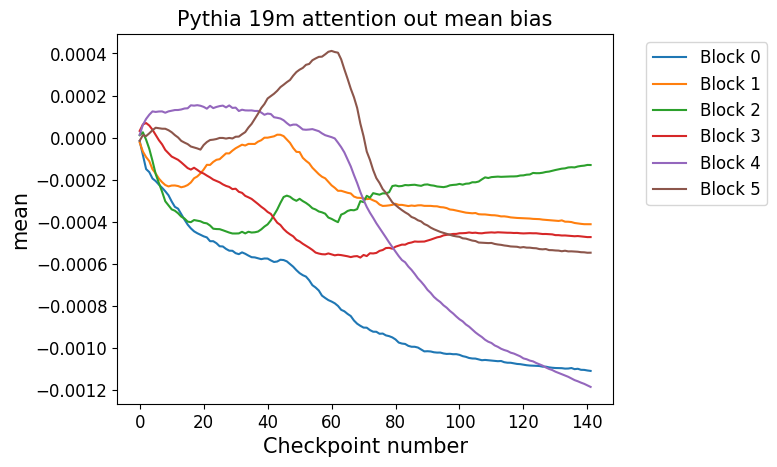 Pythia 19m attention out mean bias
mean
0.0004
0.0002
0.0000
−0.0002
−0.0004
−0.0006
−0.0008
−0.0010
−0.0012
0 20 40 60 80 100 120 140
Checkpoint number
Block 0
Block 1
Block 2
Block 3
Block 4
Block 5